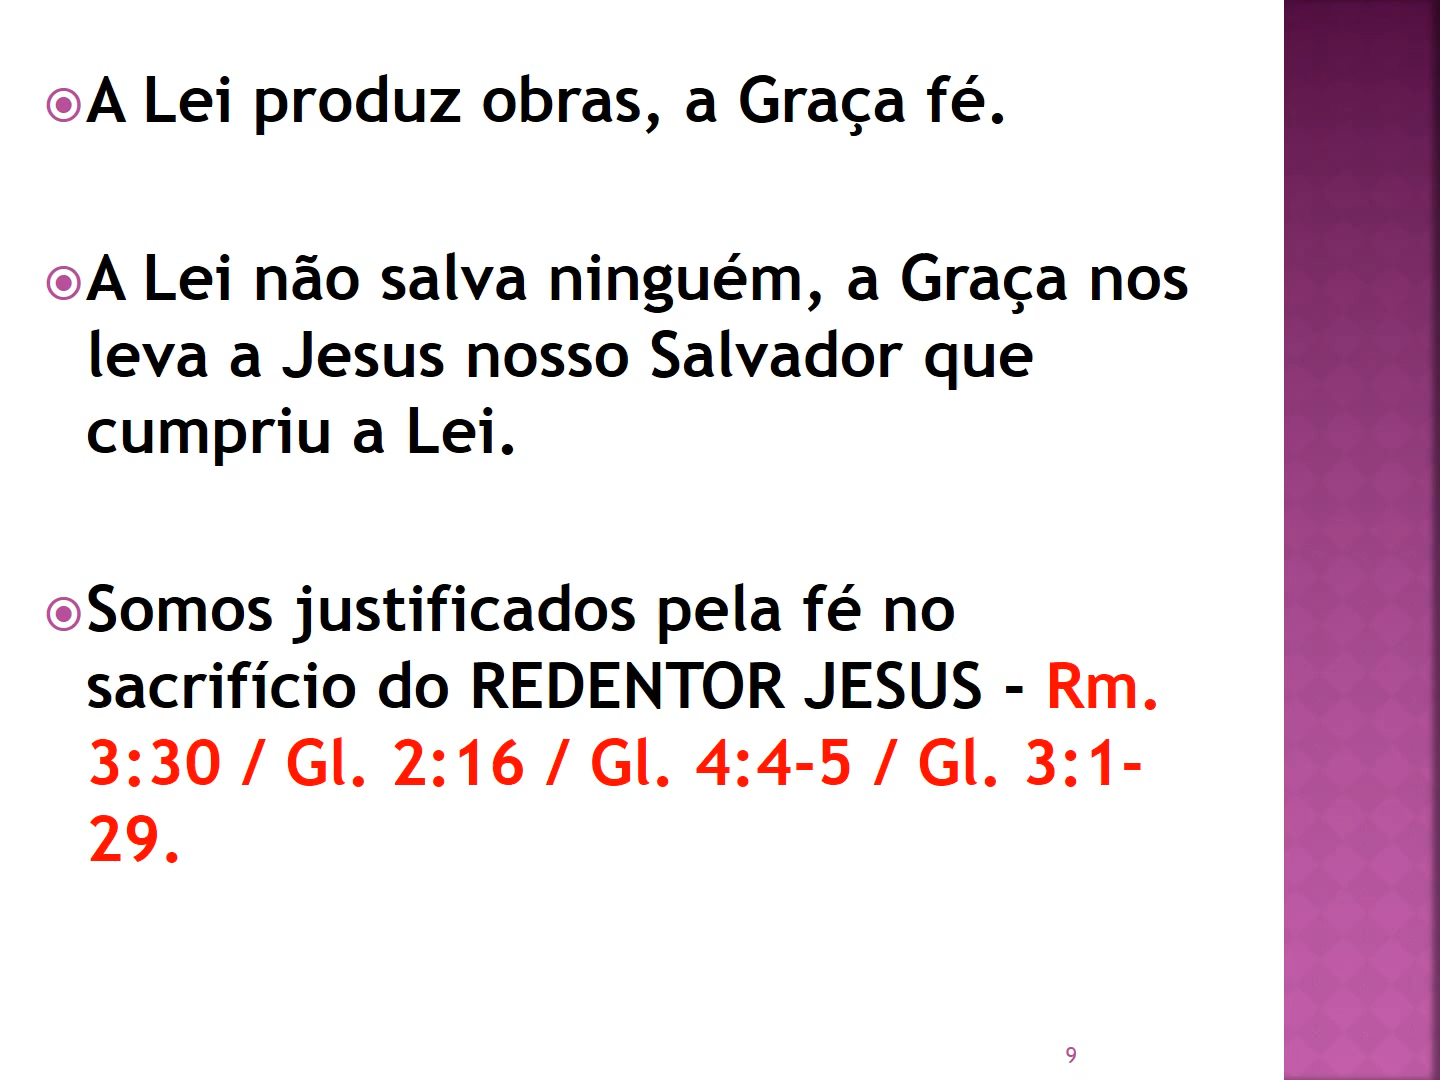 A Lei produz obras, a Graça fé.
A Lei não salva ninguém, a Graça nos
leva a Jesus nosso Salvador que
cumpriu a Lei.
Somos justificados pela fé no
sacrifício do REDENTOR JESUS - Rm.
3:30 / Gl. 2:16 / Gl. 4:4-5 / Gl. 3:1-
29.
9